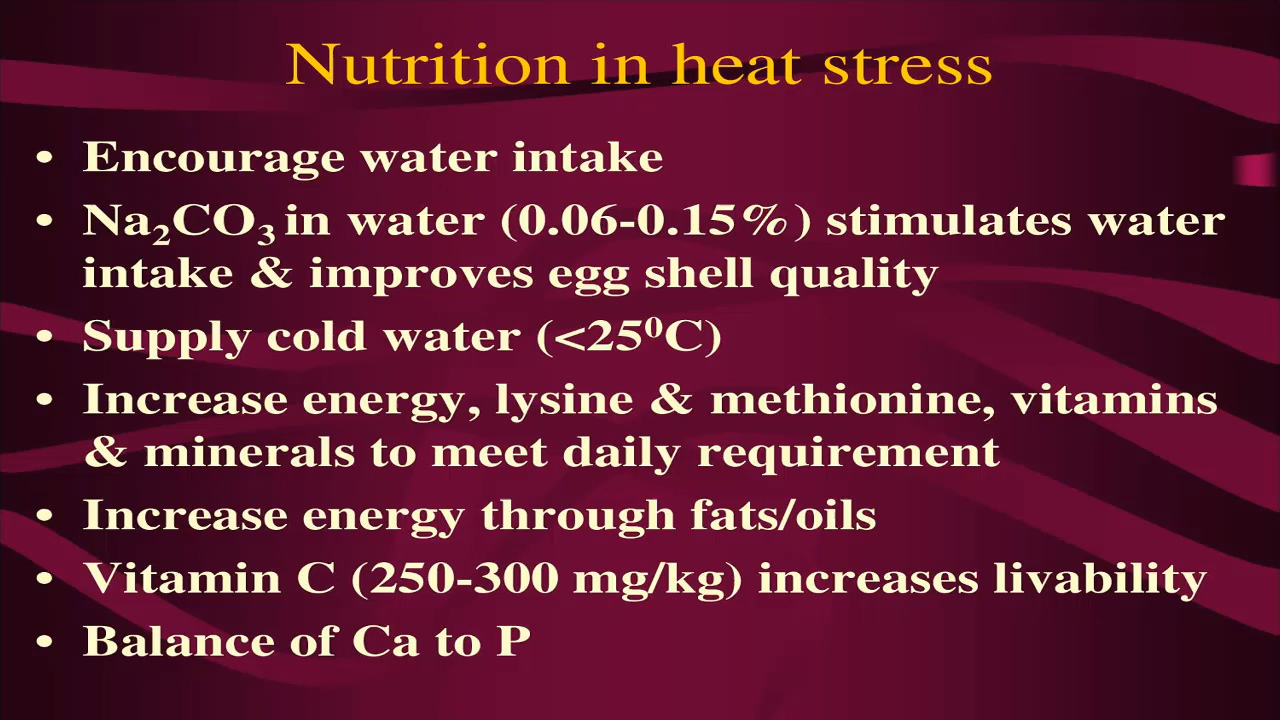 Nutrition in heat stress
• Encourage water intake
• Na₂CO₃ in water (0.06-0.15%) stimulates water
intake & improves egg shell quality
• Supply cold water (<25⁰C)
• Increase energy, lysine & methionine, vitamins
& minerals to meet daily requirement
• Increase energy through fats/oils
• Vitamin C (250-300 mg/kg) increases livability
• Balance of Ca to P